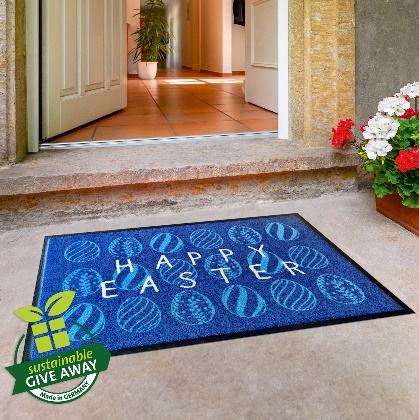 HAPPY
EASTER
sustainable
GIVE AWAY
Made in GERMANY